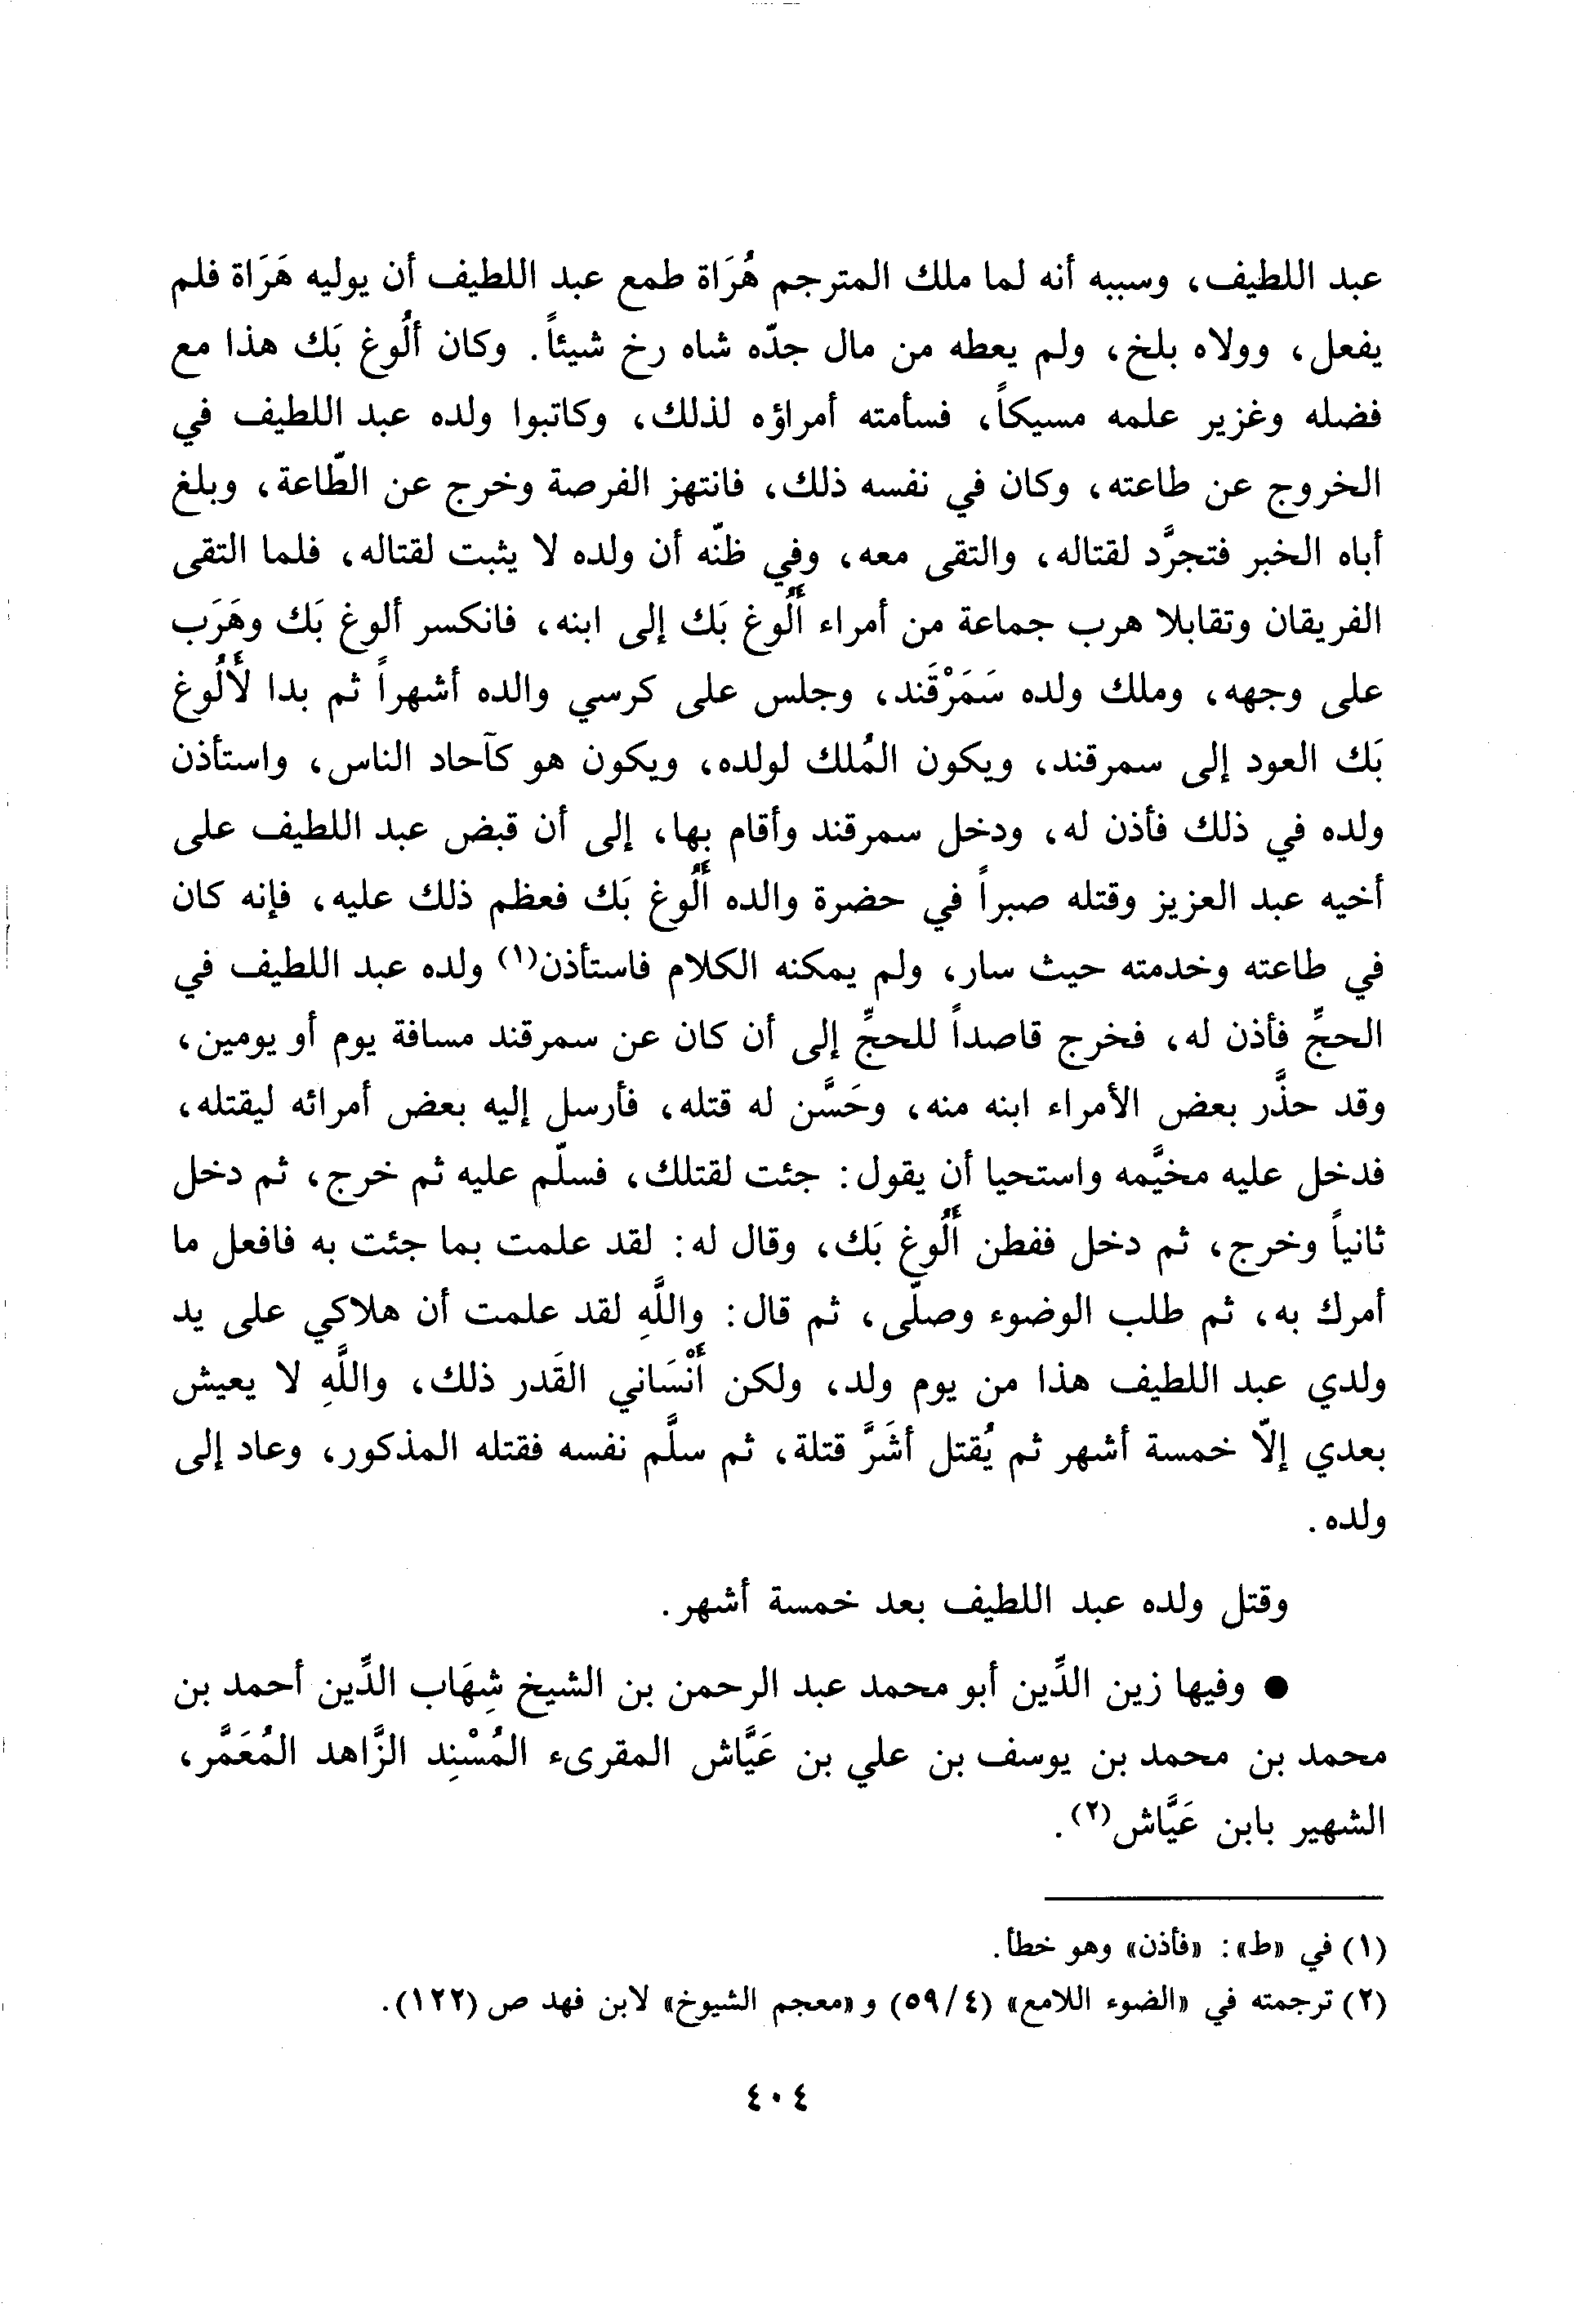 عبد اللطيف، وسببه أنه لما ملك المترجم هُرَاة طمع عبد اللطيف أن يوليه هَرَاة فلم
يفعل، وولاه بلخ، ولم يعطه من مال جدّه شاه رخ شيئاً. وكان ألُوغ بَك هذا مع
فضله وغزير علمه مسيكاً، فسأمته أمراؤه لذلك، وكاتبوا ولده عبد اللطيف في
الخروج عن طاعته، وكان في نفسه ذلك، فانتهز الفرصة وخرج عن الطّاعة، وبلغ
أباه الخبر فتجرَّد لقتاله، والتقى معه، وفي ظنّه أن ولده لا يثبت لقتاله، فلما التقى
الفريقان وتقابلا هرب جماعة من أمراء أُلُوغ بَك إلى ابنه، فانكسر ألوغ بَك وهَرَب
على وجهه، وملك ولده سَمَرْقَند، وجلس على كرسي والده أشهراً ثم بدا لأُلُوغ
بَك العود إلى سمرقند، ويكون المُلك لولده، ويكون هو كآحاد الناس، واستأذن
ولده في ذلك فأذن له، ودخل سمرقند وأقام بها، إلى أن قبض عبد اللطيف على
أخيه عبد العزيز وقتله صبراً في حضرة والده أُلُوغ بَك فعظم ذلك عليه، فإنه كان
في طاعته وخدمته حيث سار، ولم يمكنه الكلام فاستأذن(١) ولده عبد اللطيف في
الحجِّ فأذن له، فخرج قاصداً للحجِّ إلى أن كان عن سمرقند مسافة يوم أو يومين،
وقد حذَّر بعض الأمراء ابنه منه، وحَسَّن له قتله، فأرسل إليه بعض أمرائه ليقتله،
فدخل عليه مخيَّمه واستحيا أن يقول: جئت لقتلك، فسلّم عليه ثم خرج، ثم دخل
ثانياً وخرج، ثم دخل ففطن أُلُوغ بَك، وقال له: لقد علمت بما جئت به فافعل ما
أمرك به، ثم طلب الوضوء وصلّى، ثم قال: واللَّهِ لقد علمت أن هلاكي على يد
ولدي عبد اللطيف هذا من يوم ولد، ولكن أَنْسَاني القَدر ذلك، واللَّهِ لا يعيش
بعدي إلّا خمسة أشهر ثم يُقتل أشَرَّ قتلة، ثم سلَّم نفسه فقتله المذكور، وعاد إلى
ولده.
وقتل ولده عبد اللطيف بعد خمسة أشهر.
● وفيها زين الدِّين أبو محمد عبد الرحمن بن الشيخ شِهَاب الدِّين أحمد بن
محمد بن محمد بن يوسف بن علي بن عَيَّاش المقرىء المُسْنِد الزَّاهد المُعَمَّر،
الشهير بابن عَيَّاش(٢).
(١) في «ط»: «فأذن» وهو خطأ.
(٢) ترجمته في «الضوء اللامع» (٥٩/٤) و«معجم الشيوخ» لابن فهد ص (١٢٢).
٤٠٤